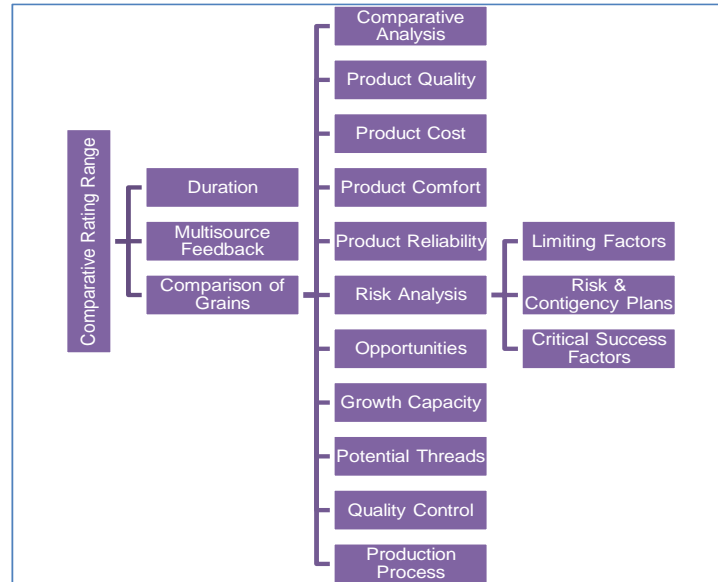 Comparative Rating Range
Duration
Multisource
Feedback
Comparison of
Grains
Comparative
Analysis
Product Quality
Product Cost
Product Comfort
Product Reliability
Risk Analysis
Opportunities
Growth Capacity
Potential Threads
Quality Control
Production
Process
Limiting Factors
Risk &
Contigency Plans
Critical Success
Factors